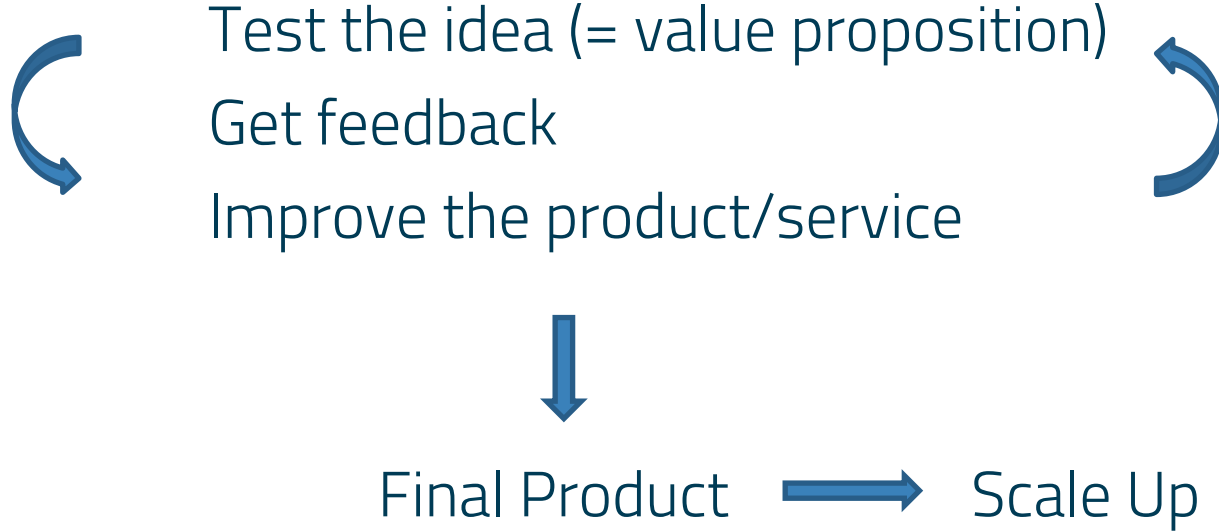 Test the idea (= value proposition)
Get feedback
Improve the product/service
Final Product
Scale Up